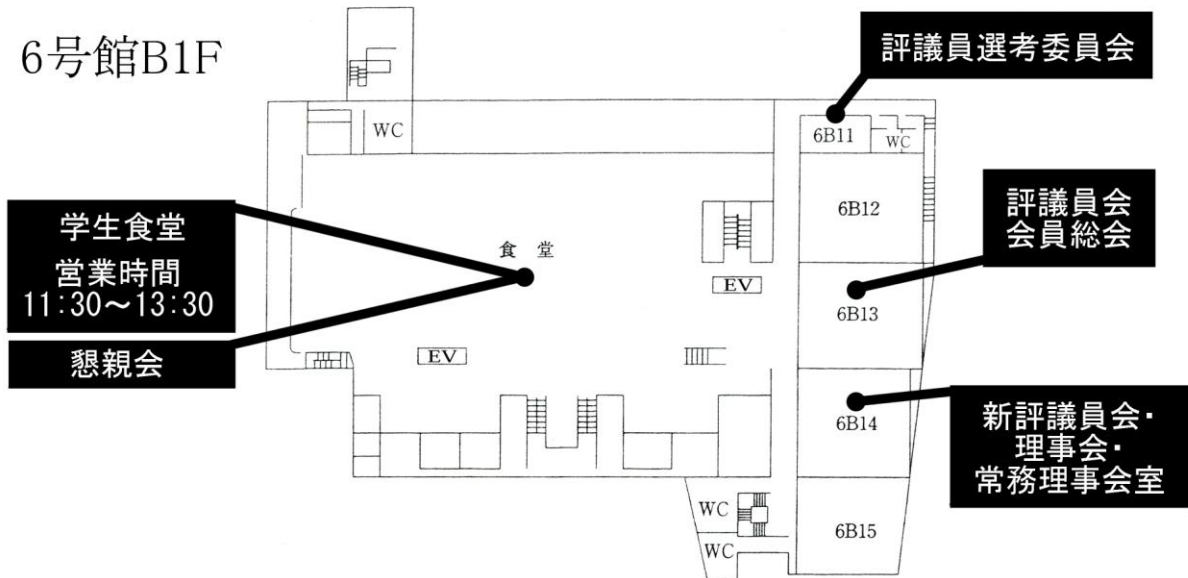 6号館B1F
評議員選考委員会
WC
6B11
WC
6B12
評議員会
会員総会
学生食堂
営業時間
11:30〜13:30
食 堂
EV
6B13
懇親会
EV
6B14
新評議員会・
理事会・
常務理事会室
WC
6B15
WC